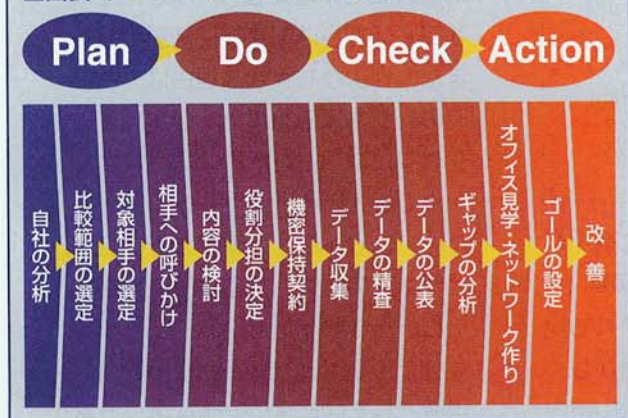 Plan
Do
Check
Action
自社の分析
比較範囲の選定
対象相手の選定
相手への呼びかけ
内容の検討
役割分担の決定
機密保持契約
データ収集
データの精査
データの公表
ギャップの分析
オフィス見学・ネットワーク作り
ゴールの設定
改善